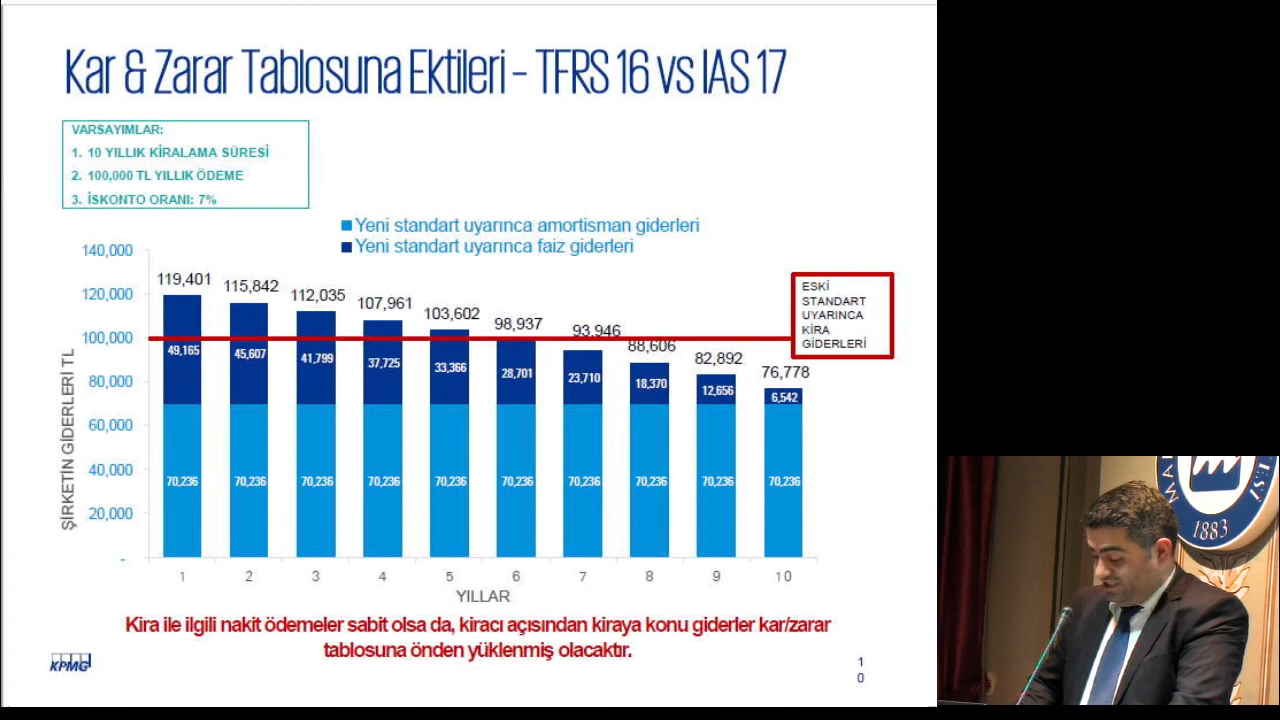 Kar & Zarar Tablosuna Ektileri - TFRS 16 vs IAS 17
VARSAYIMLAR:
1. 10 YILLIK KİRALAMA SÜRESİ
2. 100,000 TL YILLIK ÖDEME
3. İSKONTO ORANI: 7%
Yeni standart uyarınca amortisman giderleri
Yeni standart uyarınca faiz giderleri
ŞİRKETİN GİDERLERİ TL
140,000
120,000
100,000
80,000
60,000
40,000
20,000
-
119,401 115,842 112,035 107,961 103,602 98,937 93,946 88,606 82,892 76,778
49,165 45,607 41,799 37,725 33,366 28,701 23,710 18,370 12,656 6,542
70,236 70,236 70,236 70,236 70,236 70,236 70,236 70,236 70,236 70,236
1 2 3 4 5 6 7 8 9 10
YILLAR
ESKİ
STANDART
UYARINCA
KİRA
GİDERLERİ
Kira ile ilgili nakit ödemeler sabit olsa da, kiracı açısından kiraya konu giderler kar/zarar
tablosuna önden yüklenmiş olacaktır.
KPMG
1
0
1883